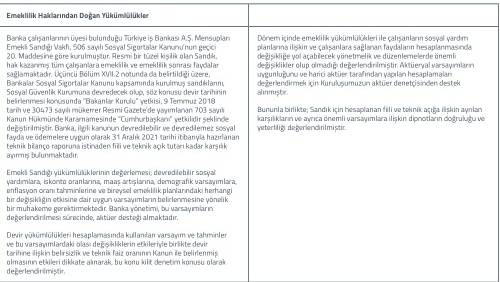 Emeklilik Haklarından Doğan Yükümlülükler
Banka çalışanlarının üyesi bulunduğu Türkiye iş Bankası A.Ş. Mensupları
Emekli Sandığı Vakfı, 506 sayılı Sosyal Sigortalar Kanunu'nun geçici
20. Maddesine göre kurulmuştur. Resmi bir tüzel kişilik olan Sandık,
hak kazanmış tüm çalışanlara emeklilik ve emeklilik sonrası faydalar
sağlamaktadır. Üçüncü Bölüm XVII.2 notunda da belirtildiği üzere,
Bankalar Sosyal Sigortalar Kanunu kapsamında kurulmuş sandıklarını,
Sosyal Güvenlik Kurumuna devredecek olup, söz konusu devir tarihinin
belirlenmesi konusunda "Bakanlar Kurulu" yetkisi, 9 Temmuz 2018
tarih ve 30473 sayılı mükerrer Resmi Gazete'de yayımlanan 703 sayılı
Kanun Hükmünde Kararnamesinde "Cumhurbaşkanı" yetkilidir şeklinde
değiştirilmiştir. Banka, ilgili kanunun devredilebilir ve devredilemez sosyal
fayda ve ödemelere uygun olarak 31 Aralık 2021 tarihi itibarıyla hazırlanan
teknik bilanço raporuna istinaden fiili ve teknik açık tutarı kadar karşılık
ayırmış bulunmaktadır.
Emekli Sandığı yükümlülüklerinin değerlemesi; devredilebilir sosyal
yardımlara, iskonto oranlarına, maaş artışlarına, demografik varsayımlara,
enflasyon oranı tahminlerine ve bireysel emeklilik planlarındaki herhangi
bir değişikliğin etkisine dair uygun varsayımların belirlenmesine yönelik
bir muhakeme gerektirmektedir. Banka yönetimi, bu varsayımların
değerlendirilmesi sürecinde, aktüer desteği almaktadır.
Devir yükümlülükleri hesaplamasında kullanılan varsayım ve tahminler
ve bu varsayımlardaki olası değişikliklerin etkileriyle birlikte devir
tarihine ilişkin belirsizlik ve teknik faiz oranının Kanun ile belirlenmiş
olmasının etkileri dikkate alınarak, bu konu kilit denetim konusu olarak
değerlendirilmiştir.
Dönem içinde emeklilik yükümlülükleri ile çalışanların sosyal yardım
planlarına ilişkin ve çalışanlara sağlanan faydaların hesaplanmasında
değişikliğe yol açabilecek yönetmelik ve düzenlemelerde önemli
değişiklikler olup olmadığı değerlendirilmiştir. Aktüeryal varsayımların
uygunluğunu ve harici aktüer tarafından yapılan hesaplamaları
değerlendirmek için Kuruluşumuzun aktüer denetçisinden destek
alınmıştır.
Bununla birlikte; Sandık için hesaplanan fiili ve teknik açığa ilişkin ayrılan
karşılıkların ve ayrıca önemli varsayımlara ilişkin dipnotların doğruluğu ve
yeterliliği değerlendirilmiştir.